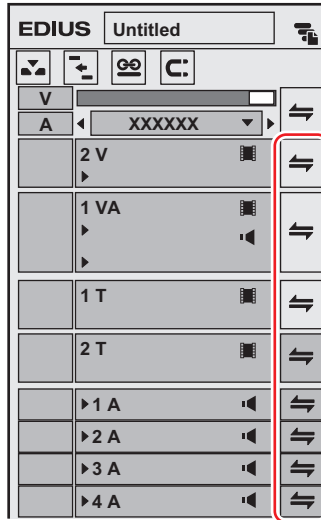 EDIUS Untitled
V
A XXXXXX
2 V
1 VA
1 T
2 T
1 A
2 A
3 A
4 A